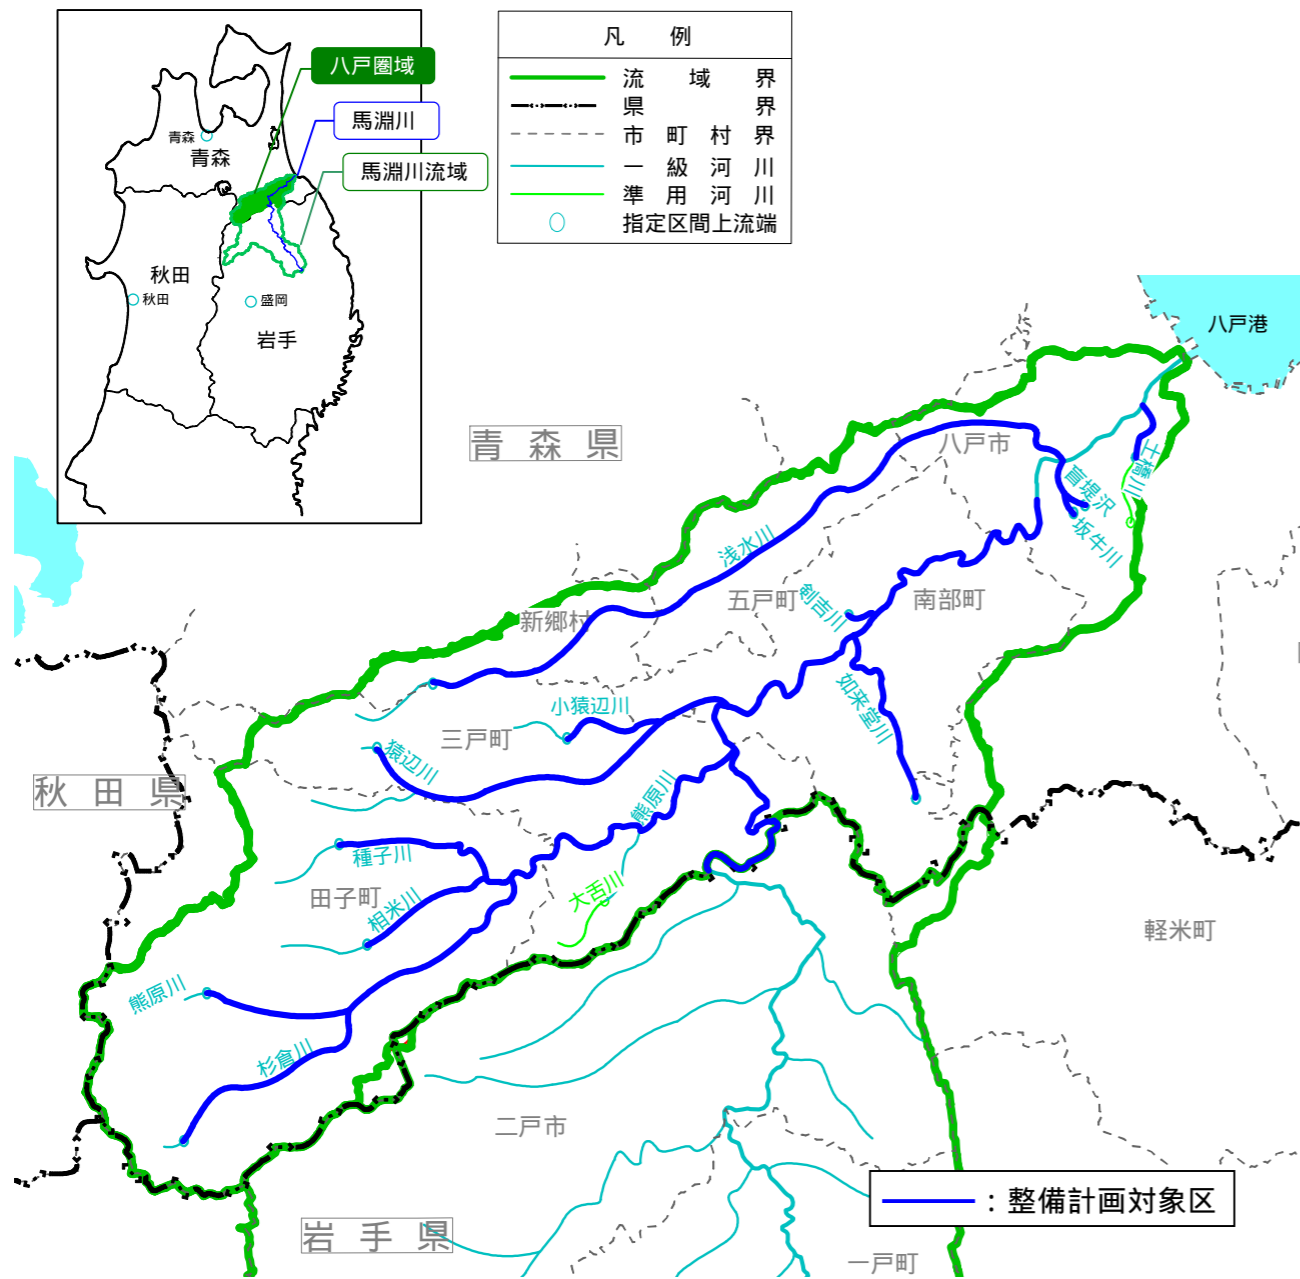 八戸圏域
馬淵川
馬淵川流域
青森
青森
秋田
秋田
盛岡
岩手
凡 例
流 域 界
県 界
市 町 村 界
一 級 河 川
準 用 河 川
指定区間上流端
八戸港
青 森 県
八戸市
土橋川
盲堤沢
坂牛川
浅水川
五戸町
剣吉川
南部町
新郷村
如来堂川
小猿辺川
三戸町
猿辺川
秋 田 県
熊原川
種子川
田子町
相米川
大舌川
軽米町
熊原川
杉倉川
二戸市
岩 手 県
一戸町
:整備計画対象区